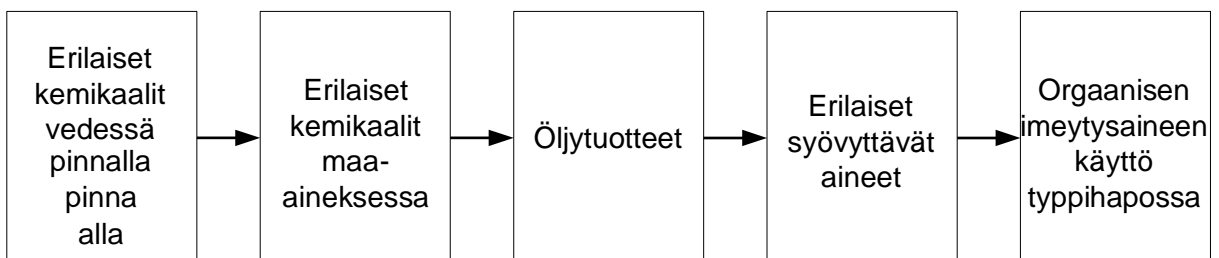 Erilaiset
kemikaalit
vedessä
pinnalla
pinna
alla
Erilaiset
kemikaalit
maa-
aineksessa
Öljytuotteet
Erilaiset
syövyttävät
aineet
Orgaanisen
imeytysaineen
käyttö
typpihapossa